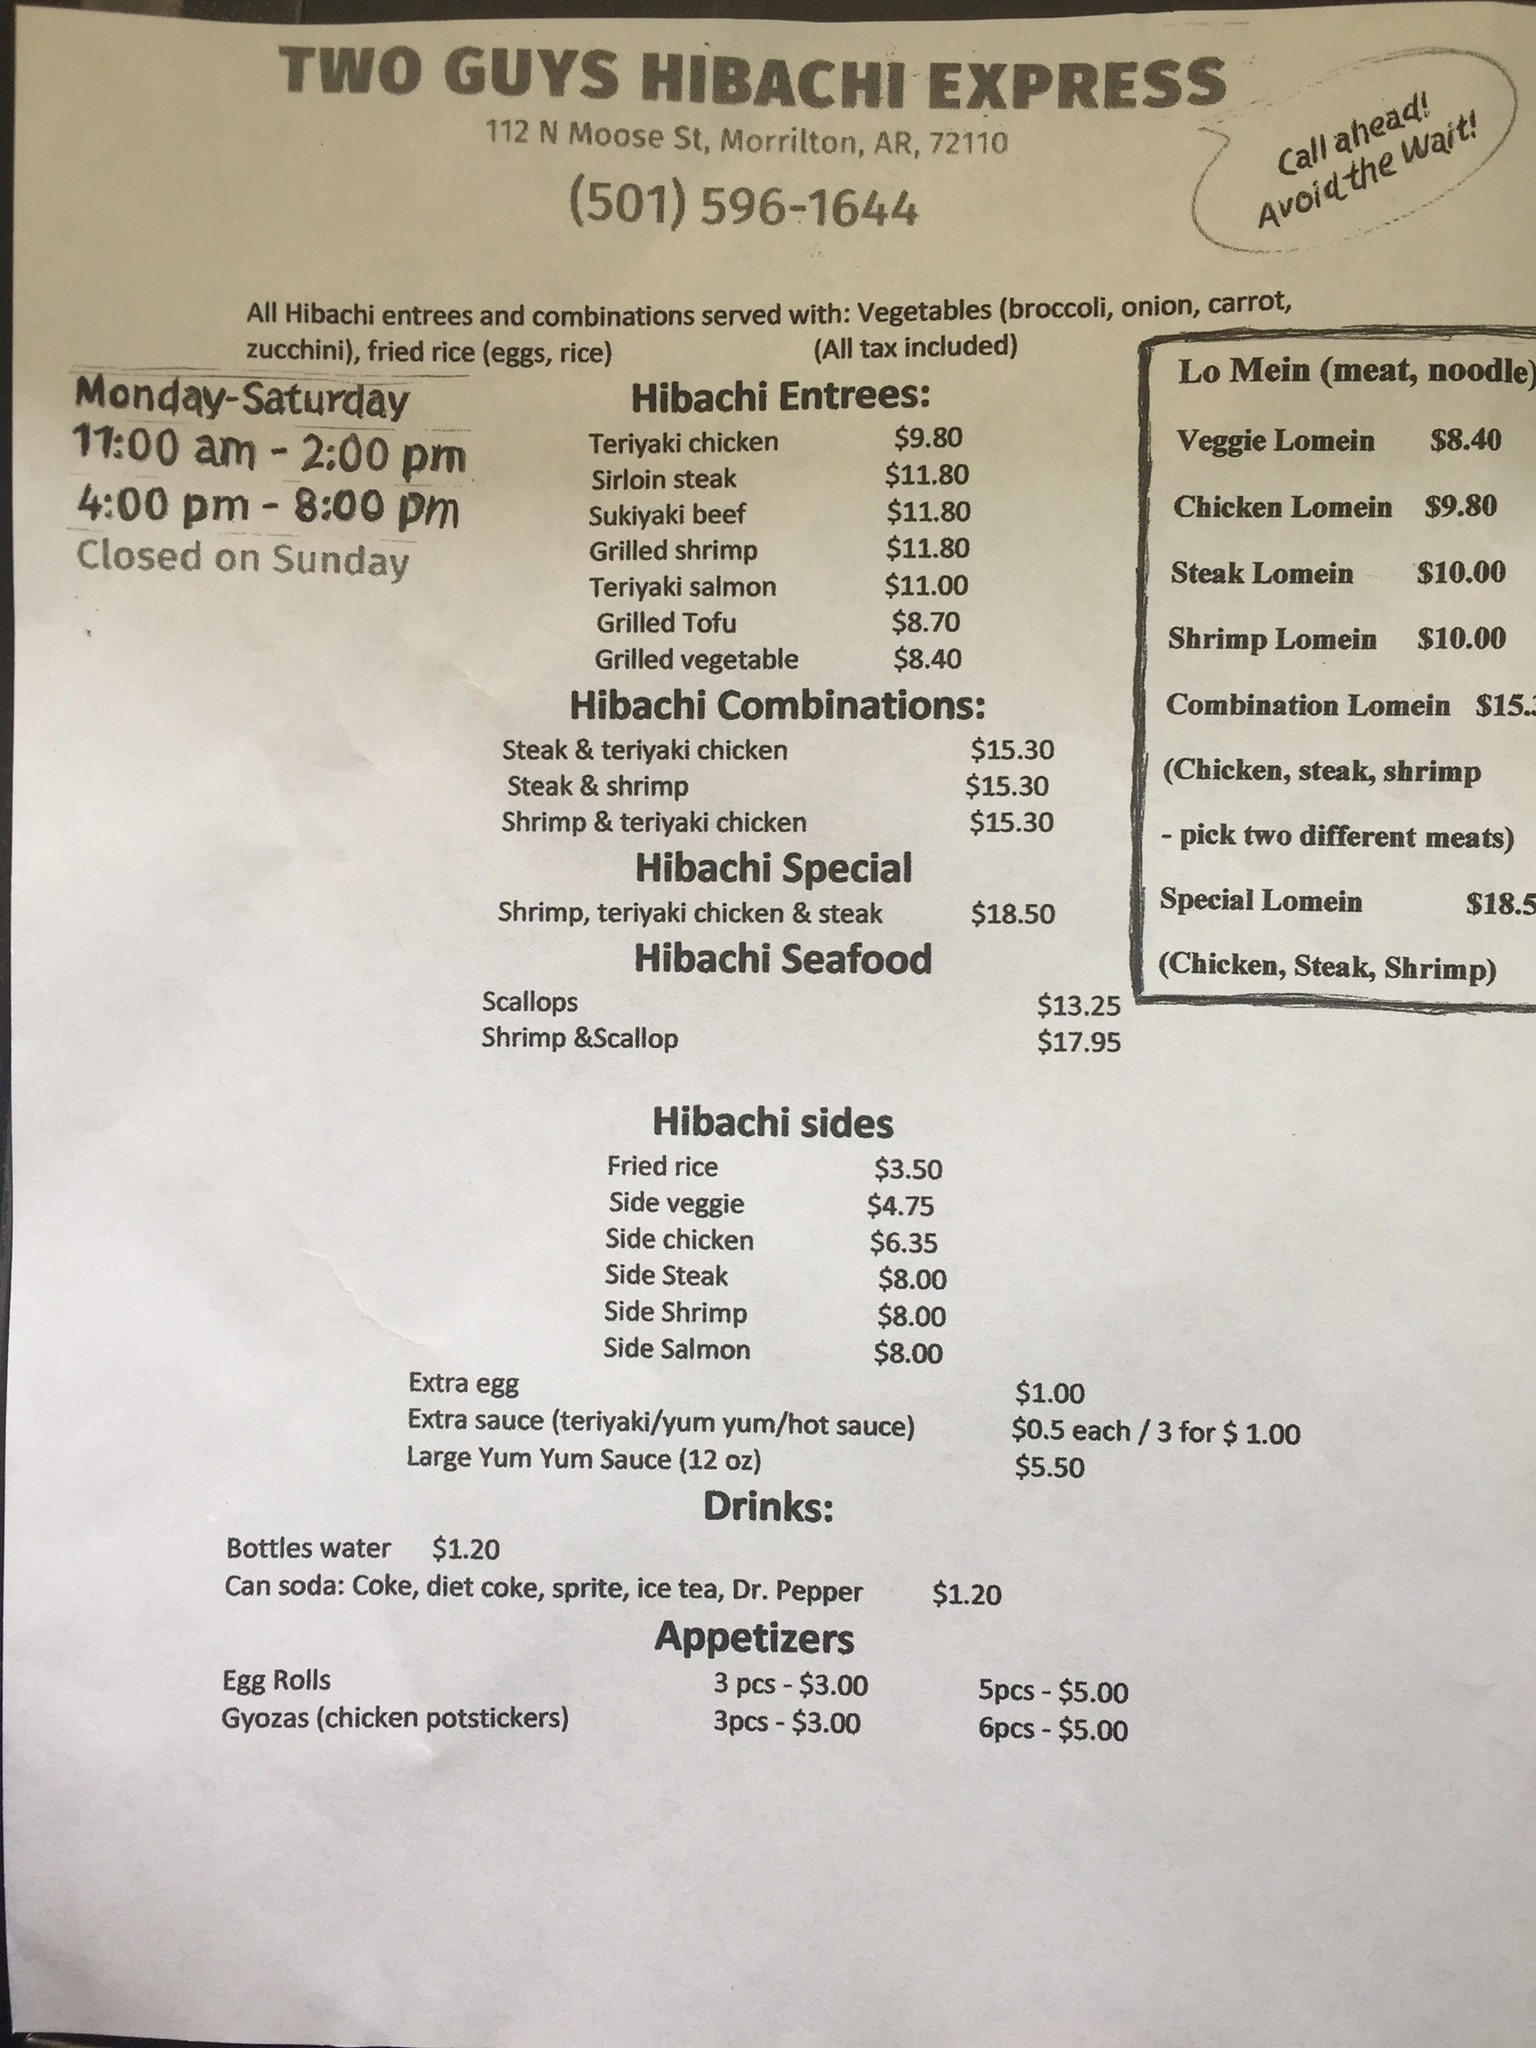 TWO GUYS HIBACHI EXPRESS
112 N Moose St, Morrilton, AR, 72110
(501) 596-1644
Call ahead!
Avoid the Wait!
All Hibachi entrees and combinations served with: Vegetables (broccoli, onion, carrot,
zucchini), fried rice (eggs, rice) (All tax included)
Monday-Saturday
11:00 am - 2:00 pm
4:00 pm - 8:00 pm
Closed on Sunday
Hibachi Entrees:
Teriyaki chicken $9.80
Sirloin steak $11.80
Sukiyaki beef $11.80
Grilled shrimp $11.80
Teriyaki salmon $11.00
Grilled Tofu $8.70
Grilled vegetable $8.40
Hibachi Combinations:
Steak & teriyaki chicken $15.30
Steak & shrimp $15.30
Shrimp & teriyaki chicken $15.30
Hibachi Special
Shrimp, teriyaki chicken & steak $18.50
Hibachi Seafood
Scallops $13.25
Shrimp &Scallop $17.95
Lo Mein (meat, noodle)
Veggie Lomein $8.40
Chicken Lomein $9.80
Steak Lomein $10.00
Shrimp Lomein $10.00
Combination Lomein
(Chicken, steak, shrimp
- pick two different meats)
Special Lomein
(Chicken, Steak, Shrimp)
Hibachi sides
Fried rice $3.50
Side veggie $4.75
Side chicken $6.35
Side Steak $8.00
Side Shrimp $8.00
Side Salmon $8.00
Extra egg $1.00
Extra sauce (teriyaki/yum yum/hot sauce) $0.5 each / 3 for $ 1.00
Large Yum Yum Sauce (12 oz) $5.50
Drinks:
Bottles water $1.20
Can soda: Coke, diet coke, sprite, ice tea, Dr. Pepper $1.20
Appetizers
Egg Rolls 3 pcs - $3.00 5pcs - $5.00
Gyozas (chicken potstickers) 3pcs - $3.00 6pcs - $5.00